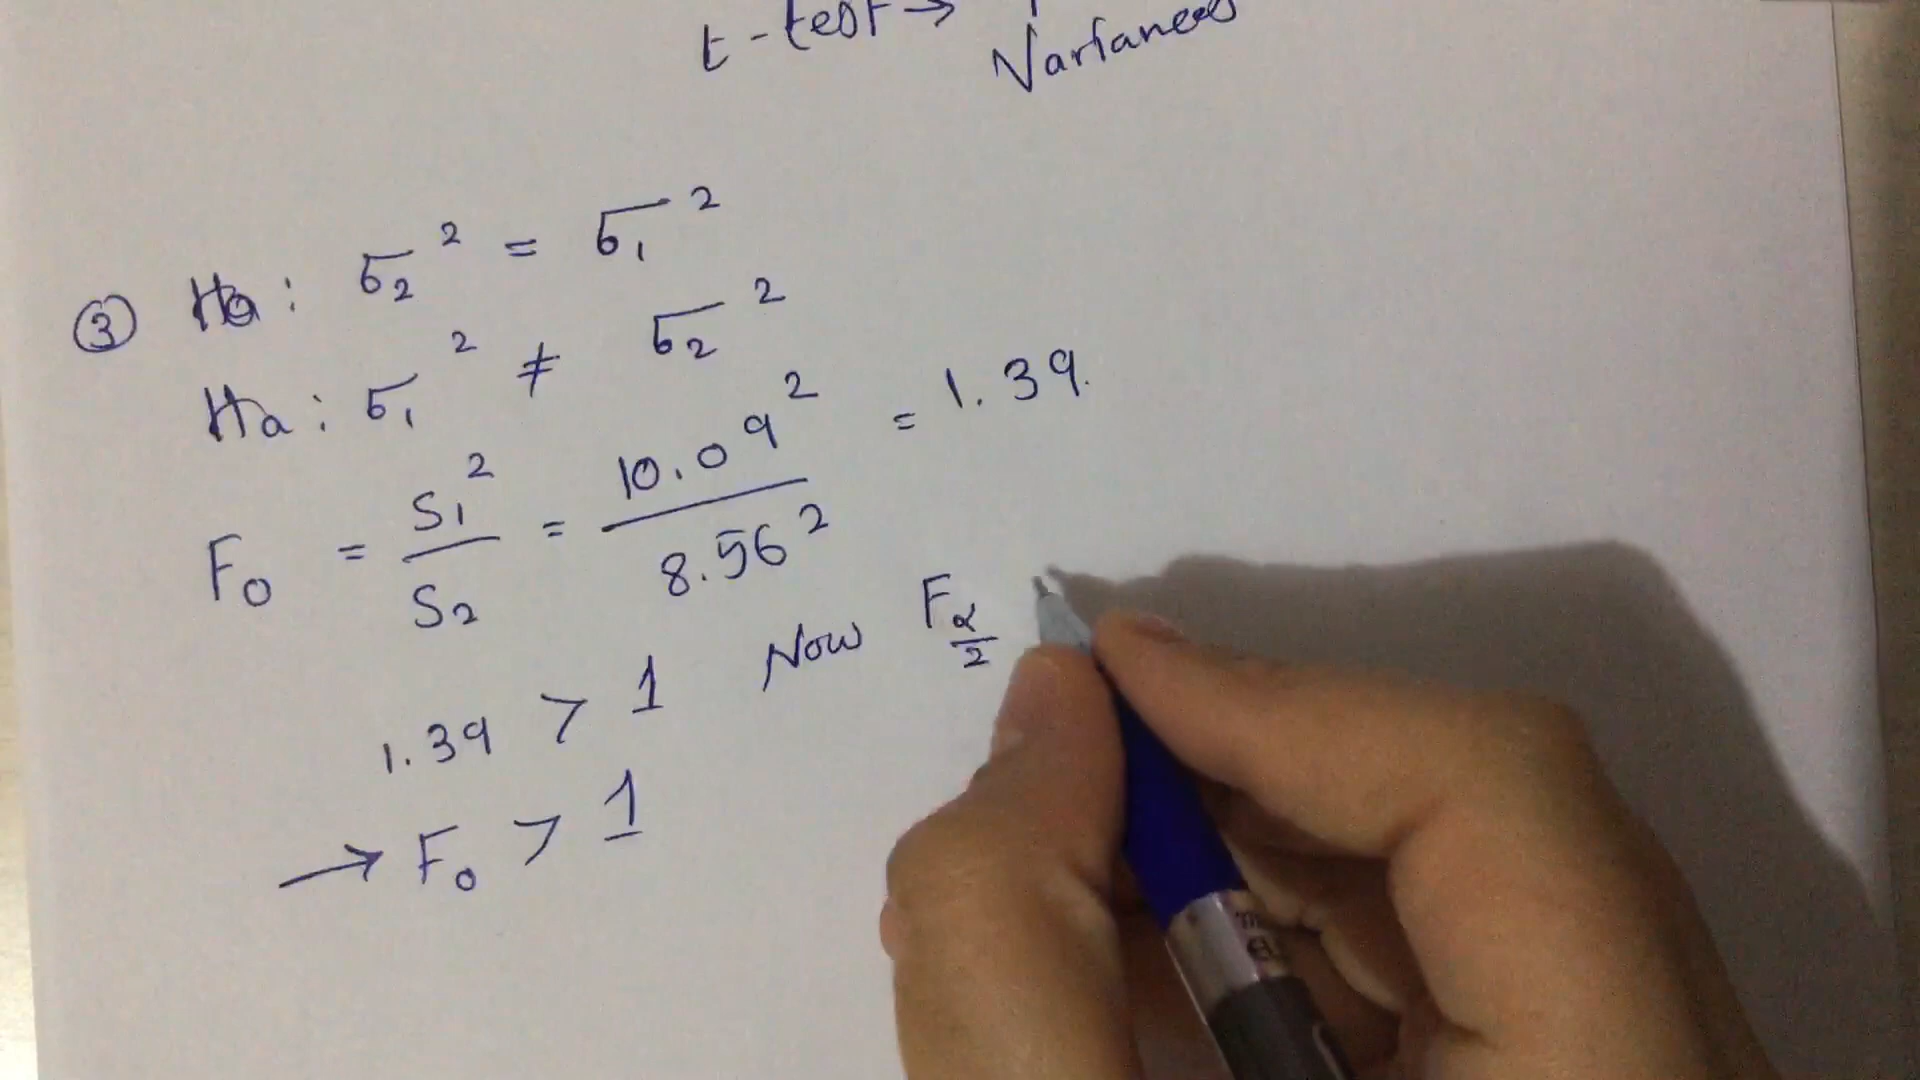 t-test →
Variances
③ H0: σ2² = σ1²
Ha: σ1² ≠ σ2²
F0 = S1²/S2 = 10.09²/8.56² = 1.39.
1.39 > 1 Now Fα/2
→ F0 > 1